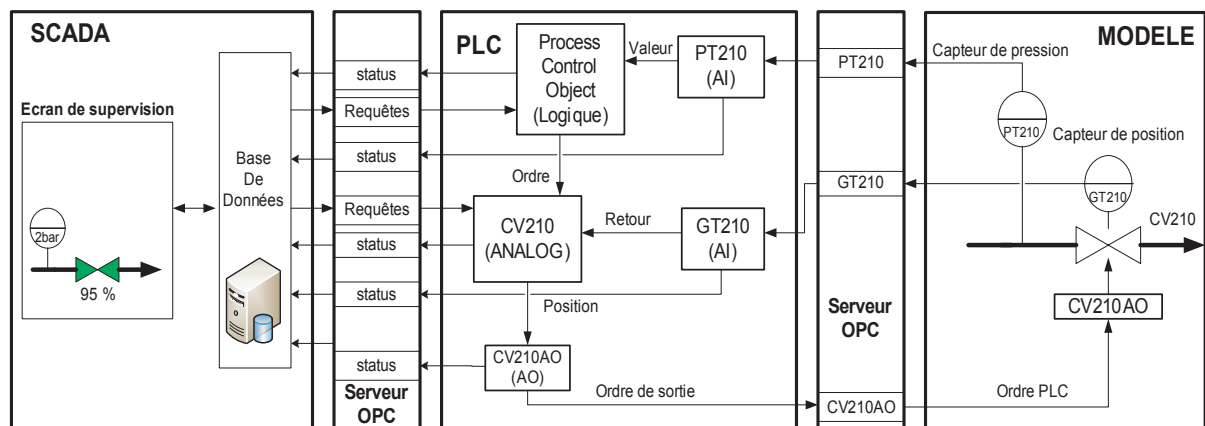 SCADA
Ecran de supervision
2bar
95 %
Base
De
Données
status
Requêtes
status
Requêtes
status
status
status
Serveur
OPC
PLC
Process
Control
Object
(Logique)
Valeur
PT210
(AI)
Ordre
CV210
(ANALOG)
Retour
GT210
(AI)
Position
CV210AO
(AO)
Ordre de sortie
PT210
GT210
Serveur
OPC
CV210AO
MODELE
Capteur de pression
PT210
Capteur de position
GT210
CV210
CV210AO
Ordre PLC